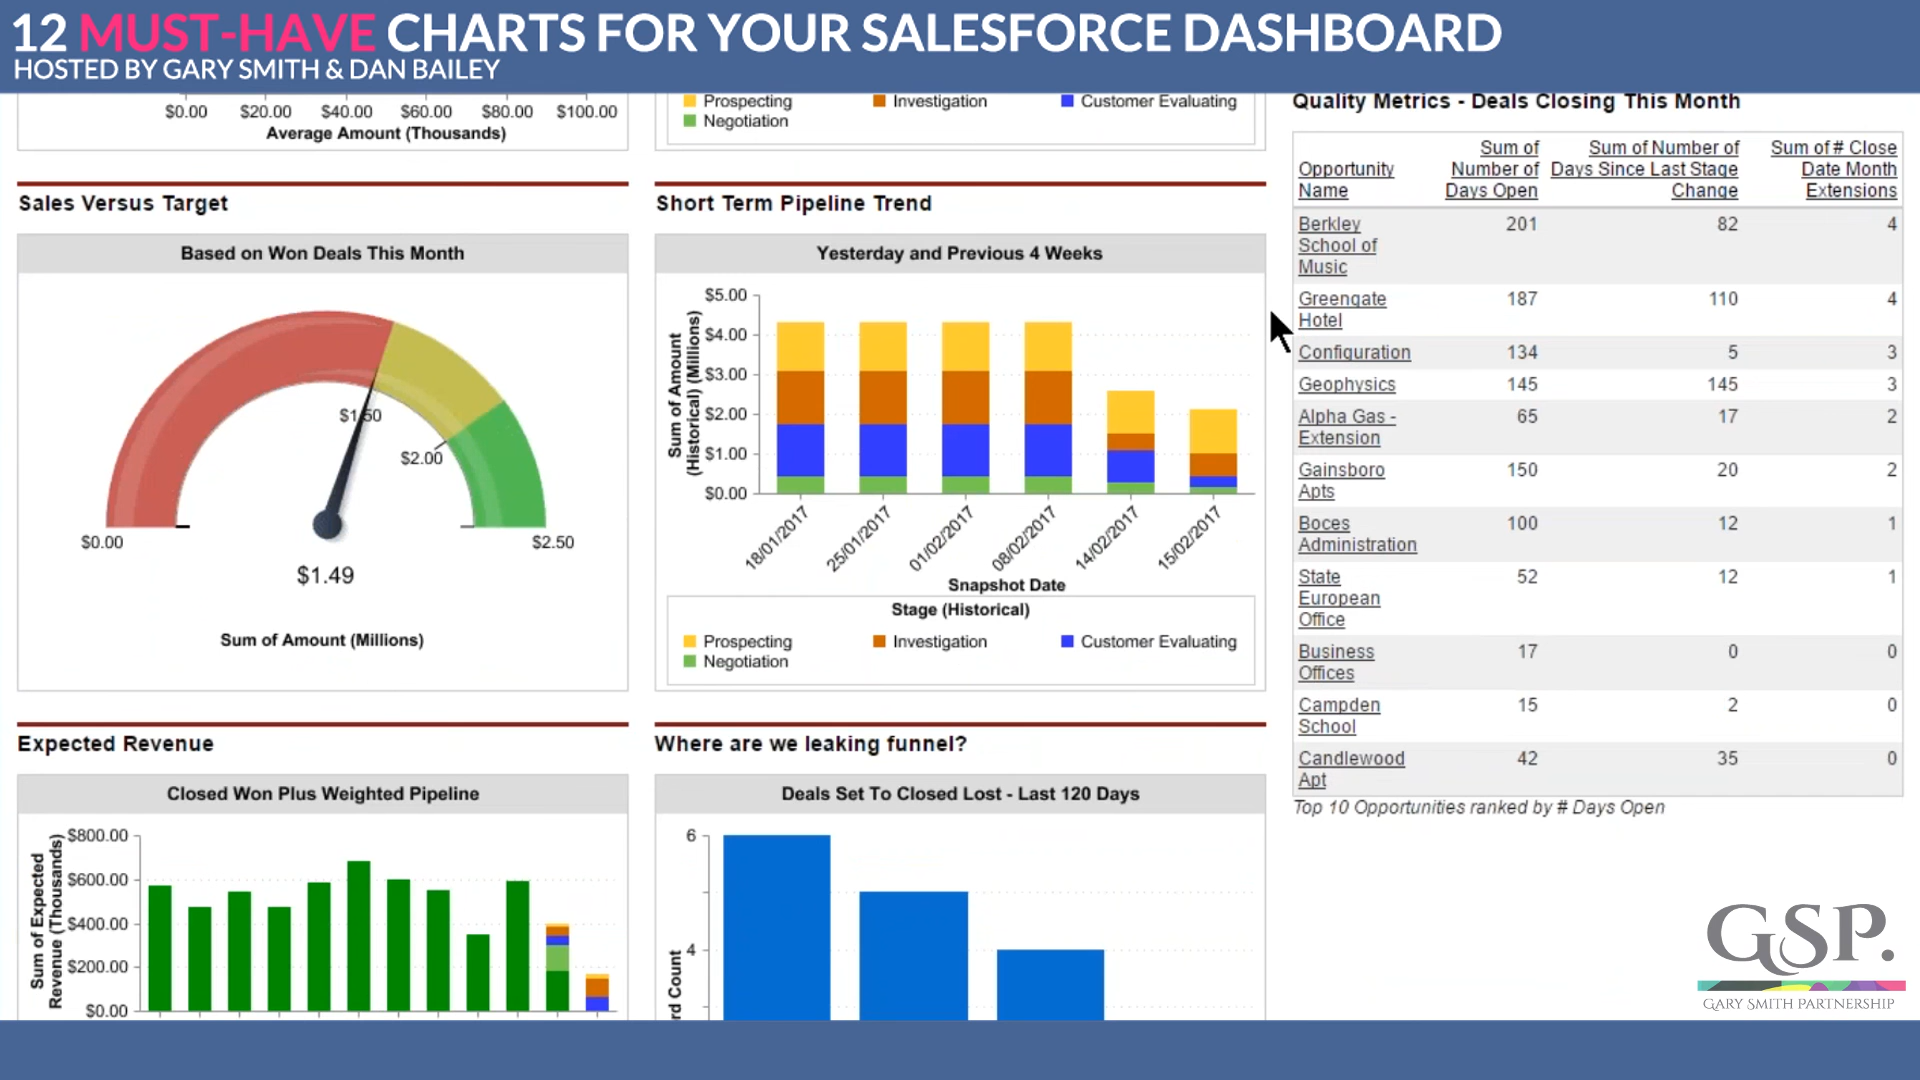 12 MUST-HAVE CHARTS FOR YOUR SALESFORCE DASHBOARD
HOSTED BY GARY SMITH & DAN BAILEY
$0.00 $20.00 $40.00 $60.00 $80.00 $100.00
Average Amount (Thousands)
Prospecting Investigation Customer Evaluating
Negotiation
Sales Versus Target
Based on Won Deals This Month
$1.50
$2.00
$0.00 $2.50
$1.49
Sum of Amount (Millions)
Short Term Pipeline Trend
Yesterday and Previous 4 Weeks
Sum of Amount
(Historical) (Millions)
$5.00
$4.00
$3.00
$2.00
$1.00
$0.00
18/01/2017 25/01/2017 01/02/2017 08/02/2017 14/02/2017 15/02/2017
Snapshot Date
Stage (Historical)
Prospecting Investigation Customer Evaluating
Negotiation
Expected Revenue
Closed Won Plus Weighted Pipeline
Sum of Expected
Revenue (Thousands)
$800.00
$600.00
$400.00
$200.00
$0.00
Where are we leaking funnel?
Deals Set To Closed Lost - Last 120 Days
6
4
rd Count
Quality Metrics - Deals Closing This Month
Sum of Sum of Number of Sum of # Close
Opportunity Number of Days Since Last Stage Date Month
Name Days Open Change Extensions
Berkley 201 82 4
School of
Music
Greengate 187 110 4
Hotel
Configuration 134 5 3
Geophysics 145 145 3
Alpha Gas - 65 17 2
Extension
Gainsboro 150 20 2
Apts
Boces 100 12 1
Administration
State 52 12 1
European
Office
Business 17 0 0
Offices
Campden 15 2 0
School
Candlewood 42 35 0
Apt
Top 10 Opportunities ranked by # Days Open
GSP.
GARY SMITH PARTNERSHIP